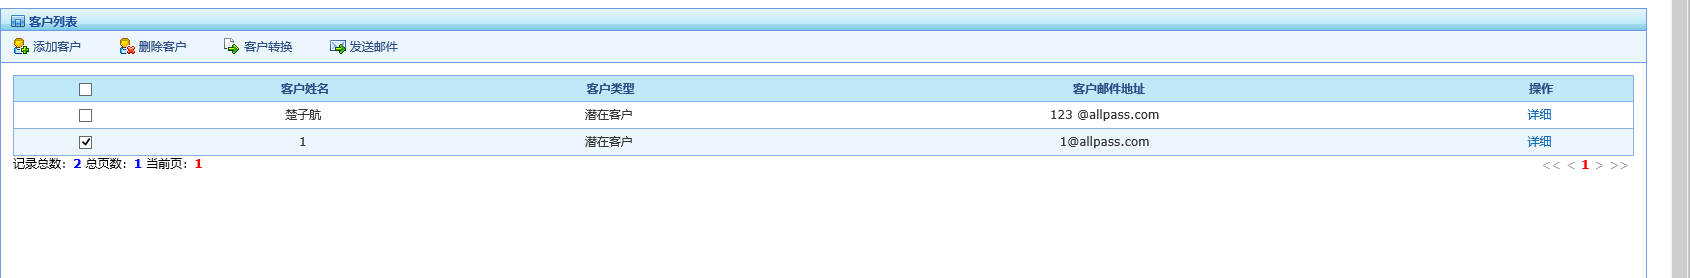 客户列表
添加客户 删除客户 客户转换 发送邮件
客户姓名 客户类型 客户邮件地址 操作
楚子航 潜在客户 123 @allpass.com 详细
1 潜在客户 1@allpass.com 详细
记录总数：2 总页数：1 当前页：1 << < 1 > >>